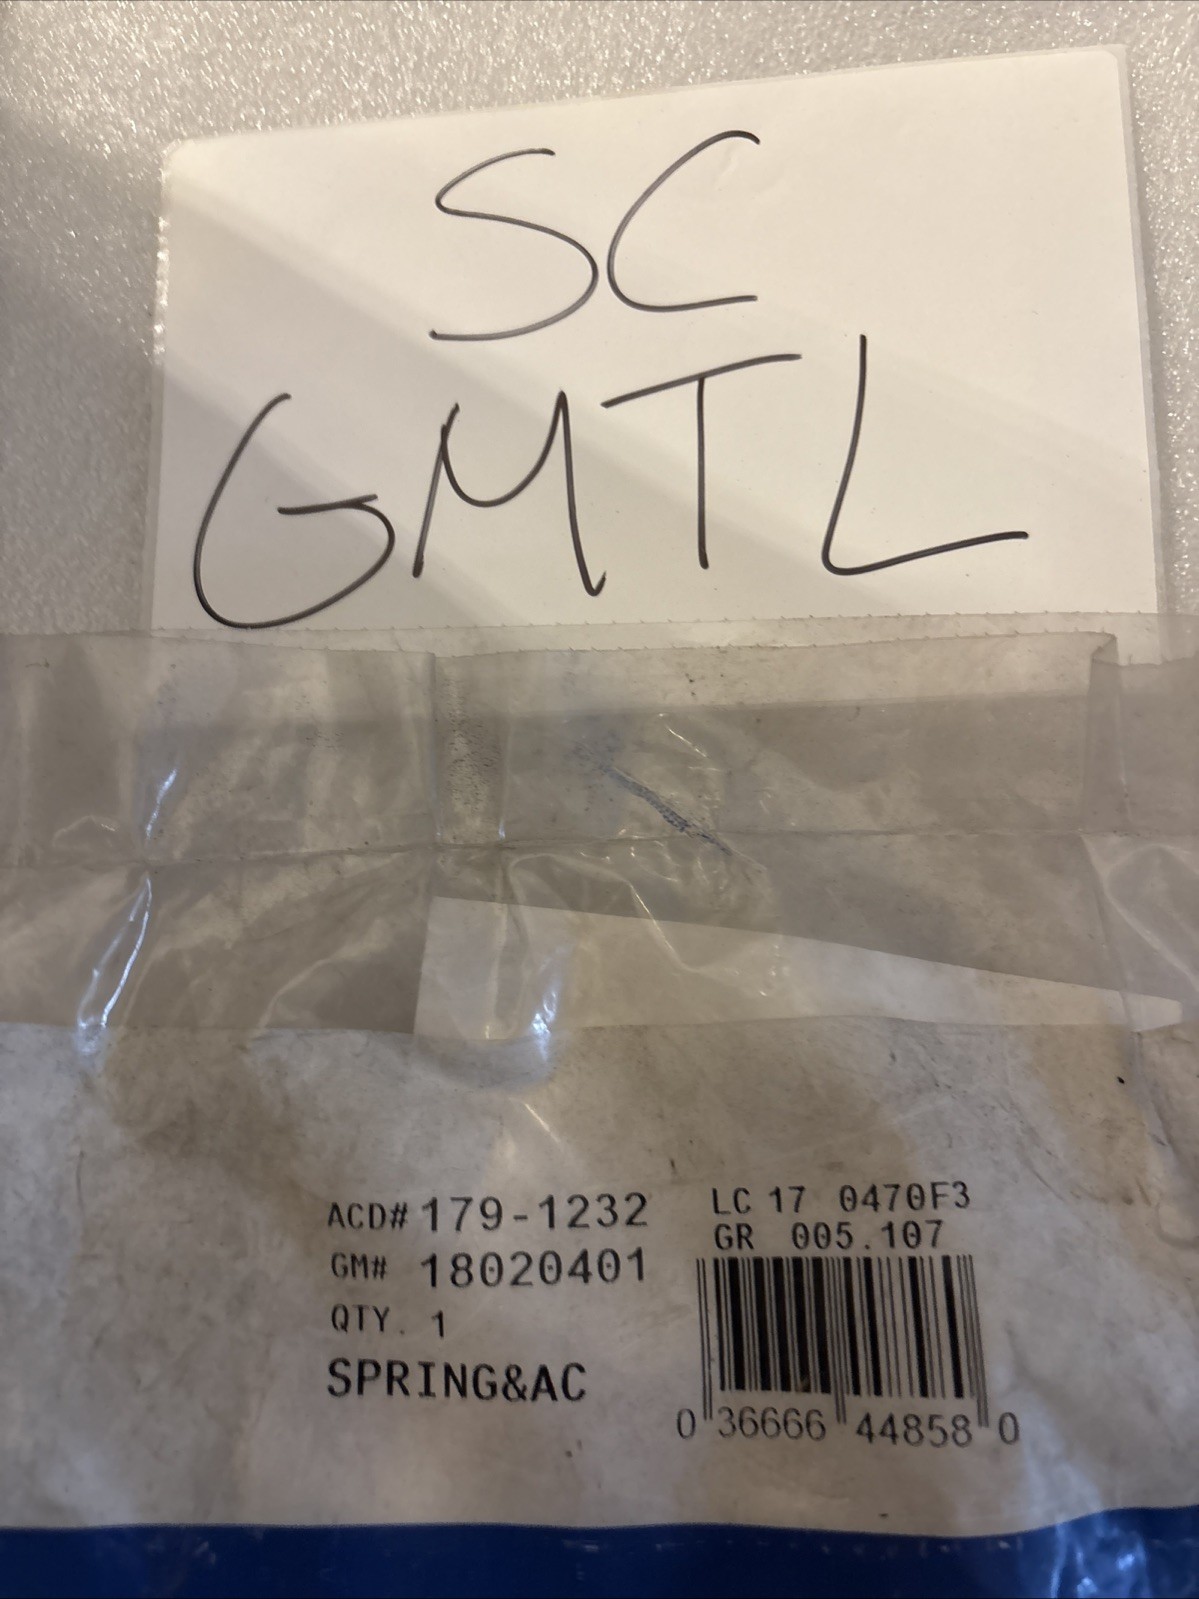 SC
GMTL
ACD# 179-1232
GM# 18020401
QTY. 1
SPRING&AC
LC 17 0470F3
GR 005.107
0 36666 44858 0